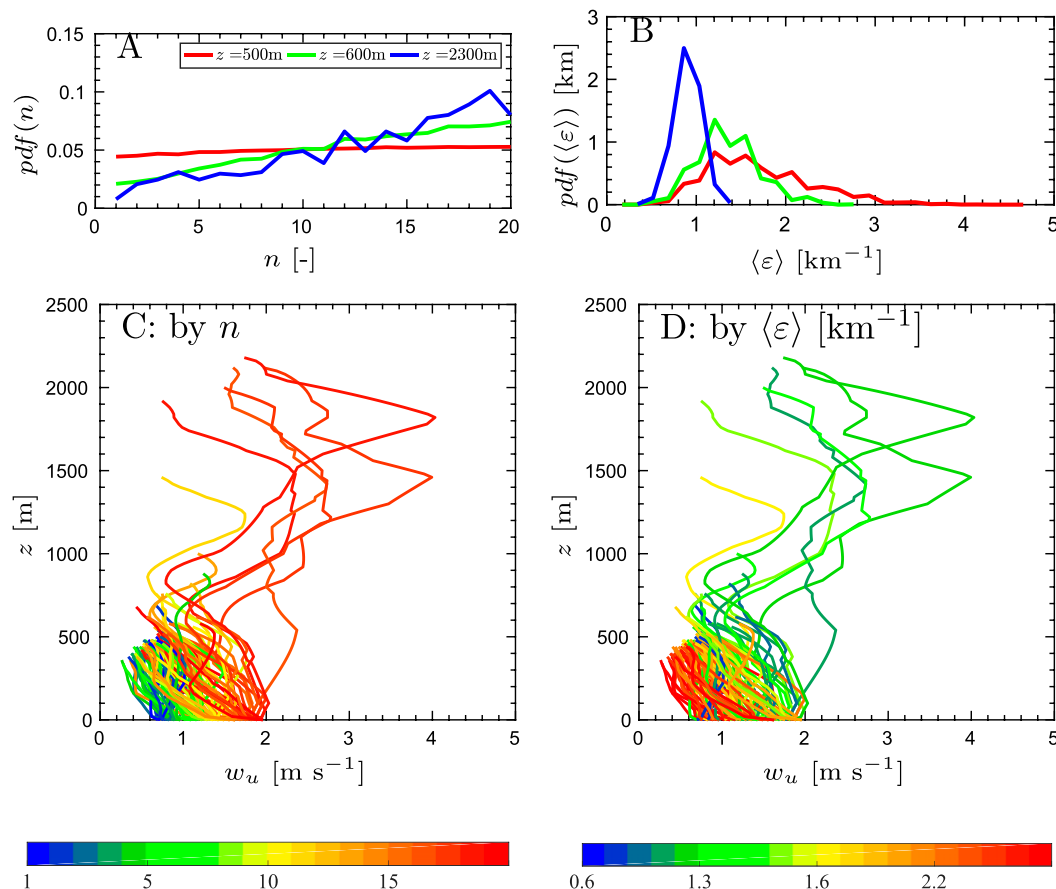 A
z =500m z =600m z =2300m
0.15
0.1
0.05
0
pdf(n)
0 5 10 15 20
n [-]
B
3
2
1
0
pdf(⟨ε⟩) [km]
0 1 2 3 4 5
⟨ε⟩ [km⁻¹]
C: by n
2500
2000
1500
1000
500
0
z [m]
0 1 2 3 4 5
w_u [m s⁻¹]
D: by ⟨ε⟩ [km⁻¹]
2500
2000
1500
1000
500
0
z [m]
0 1 2 3 4 5
w_u [m s⁻¹]
1 5 10 15
0.6 1.3 1.6 2.2